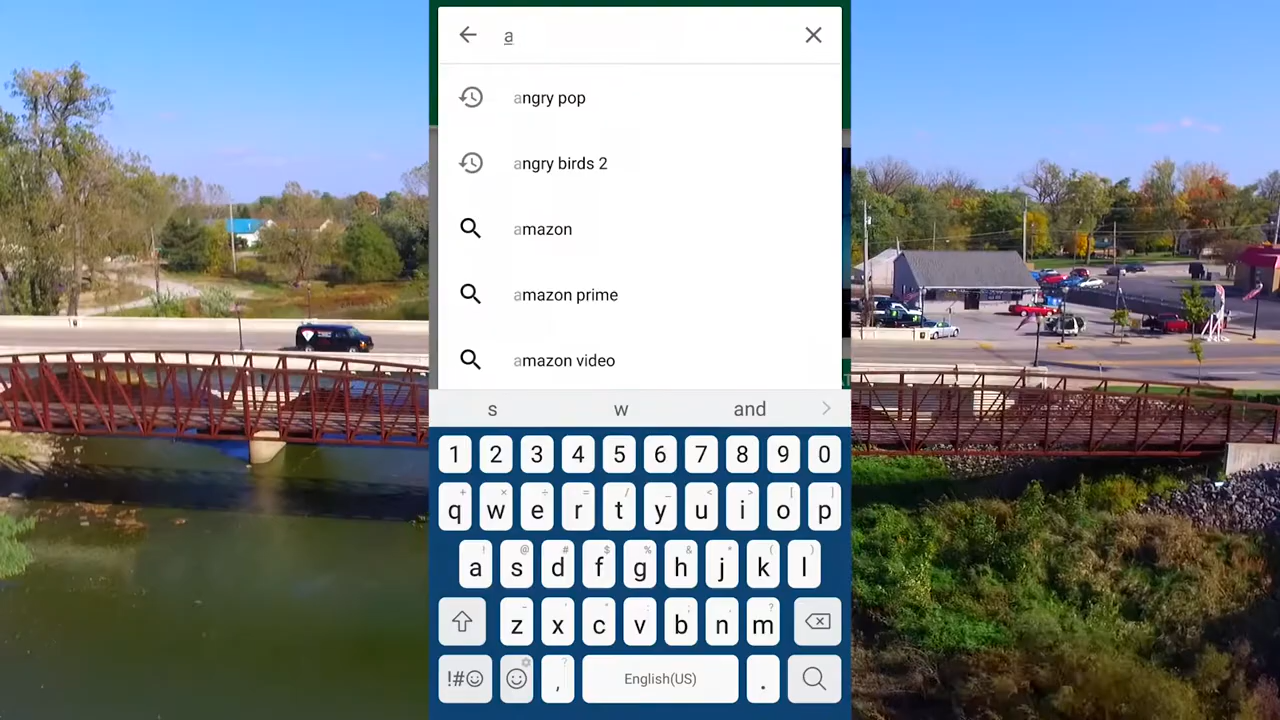 a
angry pop
angry birds 2
amazon
amazon prime
amazon video
s w and
1 2 3 4 5 6 7 8 9 0
q w e r t y u i o p
a s d f g h j k l
z x c v b n m
!#☺ , English(US) .